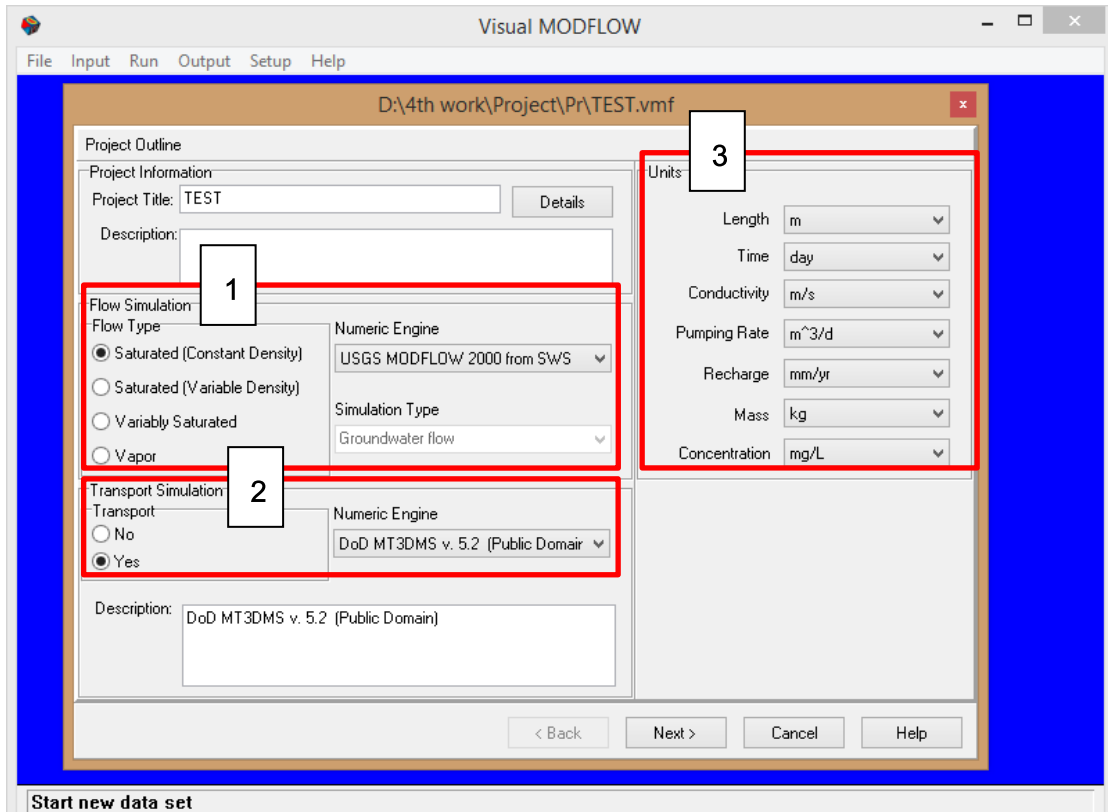 Visual MODFLOW
File Input Run Output Setup Help
D:\4th work\Project\Pr\TEST.vmf
Project Outline
Project Information
Project Title: TEST
Details
Description:
1
Flow Simulation
Flow Type
Saturated (Constant Density)
Saturated (Variable Density)
Variably Saturated
Vapor
Numeric Engine
USGS MODFLOW 2000 from SWS
Simulation Type
Groundwater flow
2
Transport Simulation
Transport
No
Yes
Numeric Engine
DoD MT3DMS v. 5.2 (Public Domair
Description:
DoD MT3DMS v. 5.2 (Public Domain)
3
Units
Length m
Time day
Conductivity m/s
Pumping Rate m^3/d
Recharge mm/yr
Mass kg
Concentration mg/L
< Back Next > Cancel Help
Start new data set